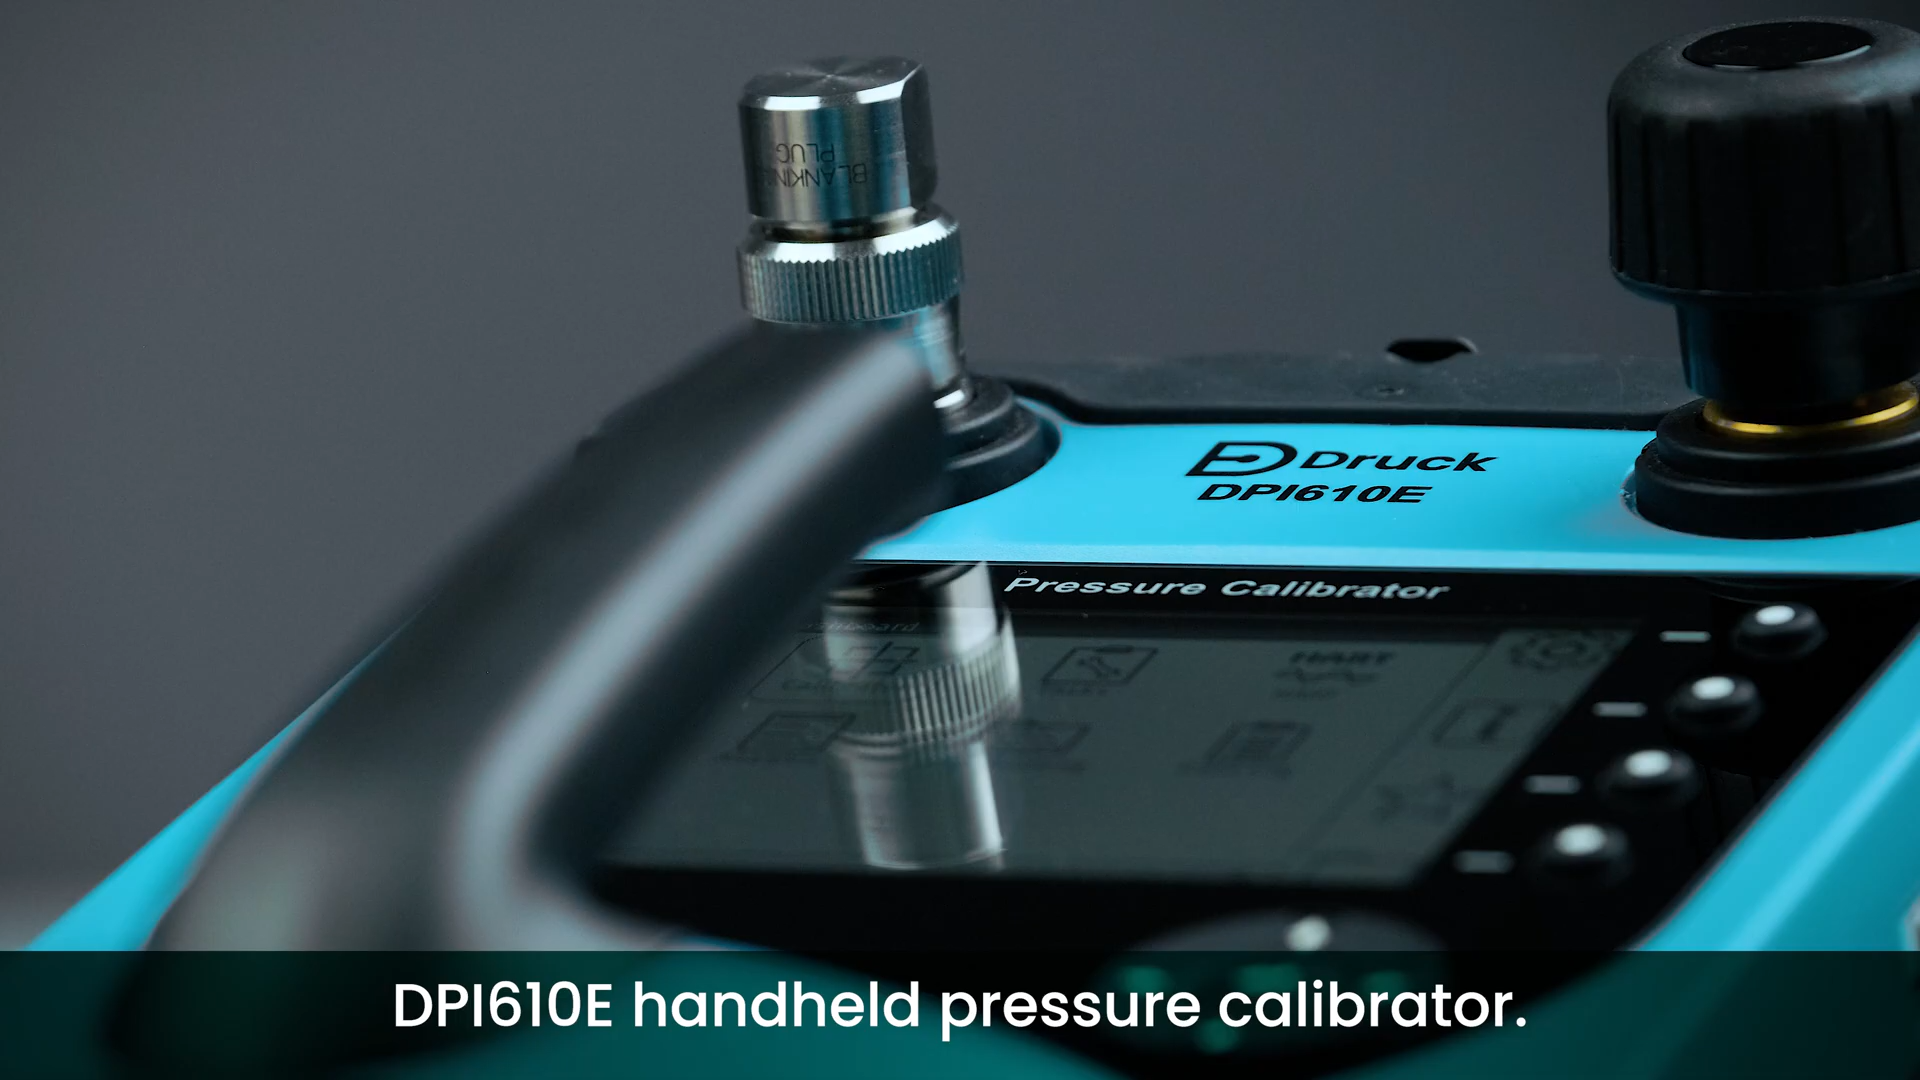 BLANKING
PLUG
Druck
DPI610E
Pressure Calibrator
HART
DPI610E handheld pressure calibrator.